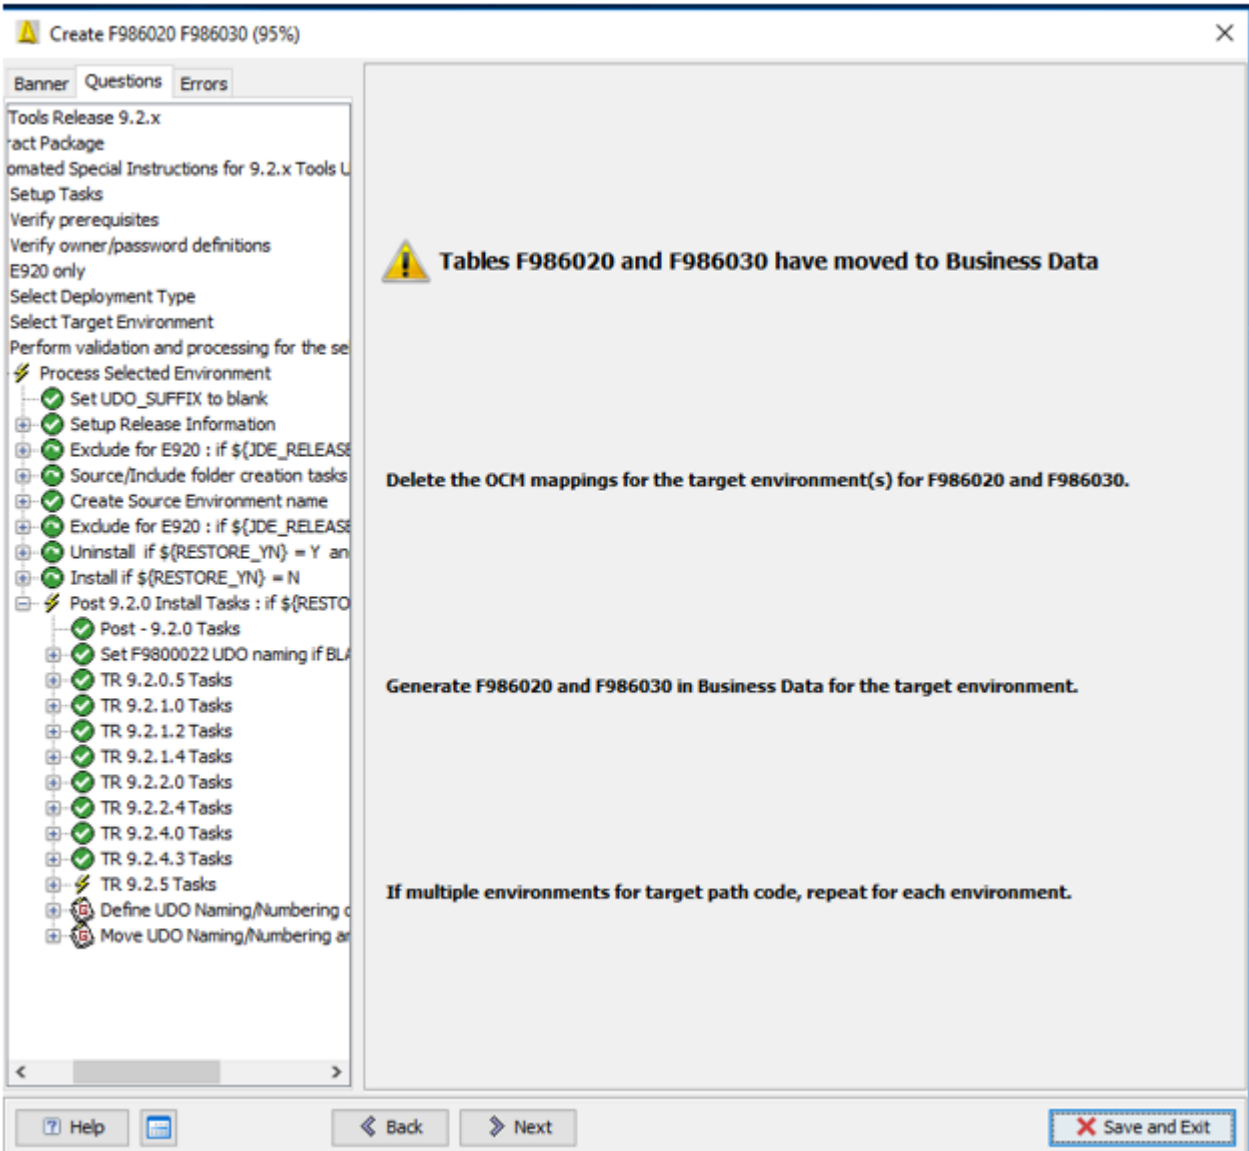 Create F986020 F986030 (95%)
Banner
Questions
Errors
Tools Release 9.2.x
ract Package
omated Special Instructions for 9.2.x Tools U
Setup Tasks
Verify prerequisites
Verify owner/password definitions
E920 only
Select Deployment Type
Select Target Environment
Perform validation and processing for the se
Process Selected Environment
Set UDO_SUFFIX to blank
Setup Release Information
Exclude for E920 : if ${JDE_RELEASE
Source/Include folder creation tasks
Create Source Environment name
Exclude for E920 : if ${JDE_RELEASE
Uninstall if ${RESTORE_YN} = Y an
Install if ${RESTORE_YN} = N
Post 9.2.0 Install Tasks : if ${RESTO
Post - 9.2.0 Tasks
Set F9800022 UDO naming if BLA
TR 9.2.0.5 Tasks
TR 9.2.1.0 Tasks
TR 9.2.1.2 Tasks
TR 9.2.1.4 Tasks
TR 9.2.2.0 Tasks
TR 9.2.2.4 Tasks
TR 9.2.4.0 Tasks
TR 9.2.4.3 Tasks
TR 9.2.5 Tasks
Define UDO Naming/Numbering c
Move UDO Naming/Numbering ar
Tables F986020 and F986030 have moved to Business Data
Delete the OCM mappings for the target environment(s) for F986020 and F986030.
Generate F986020 and F986030 in Business Data for the target environment.
If multiple environments for target path code, repeat for each environment.
Help
Back
Next
Save and Exit